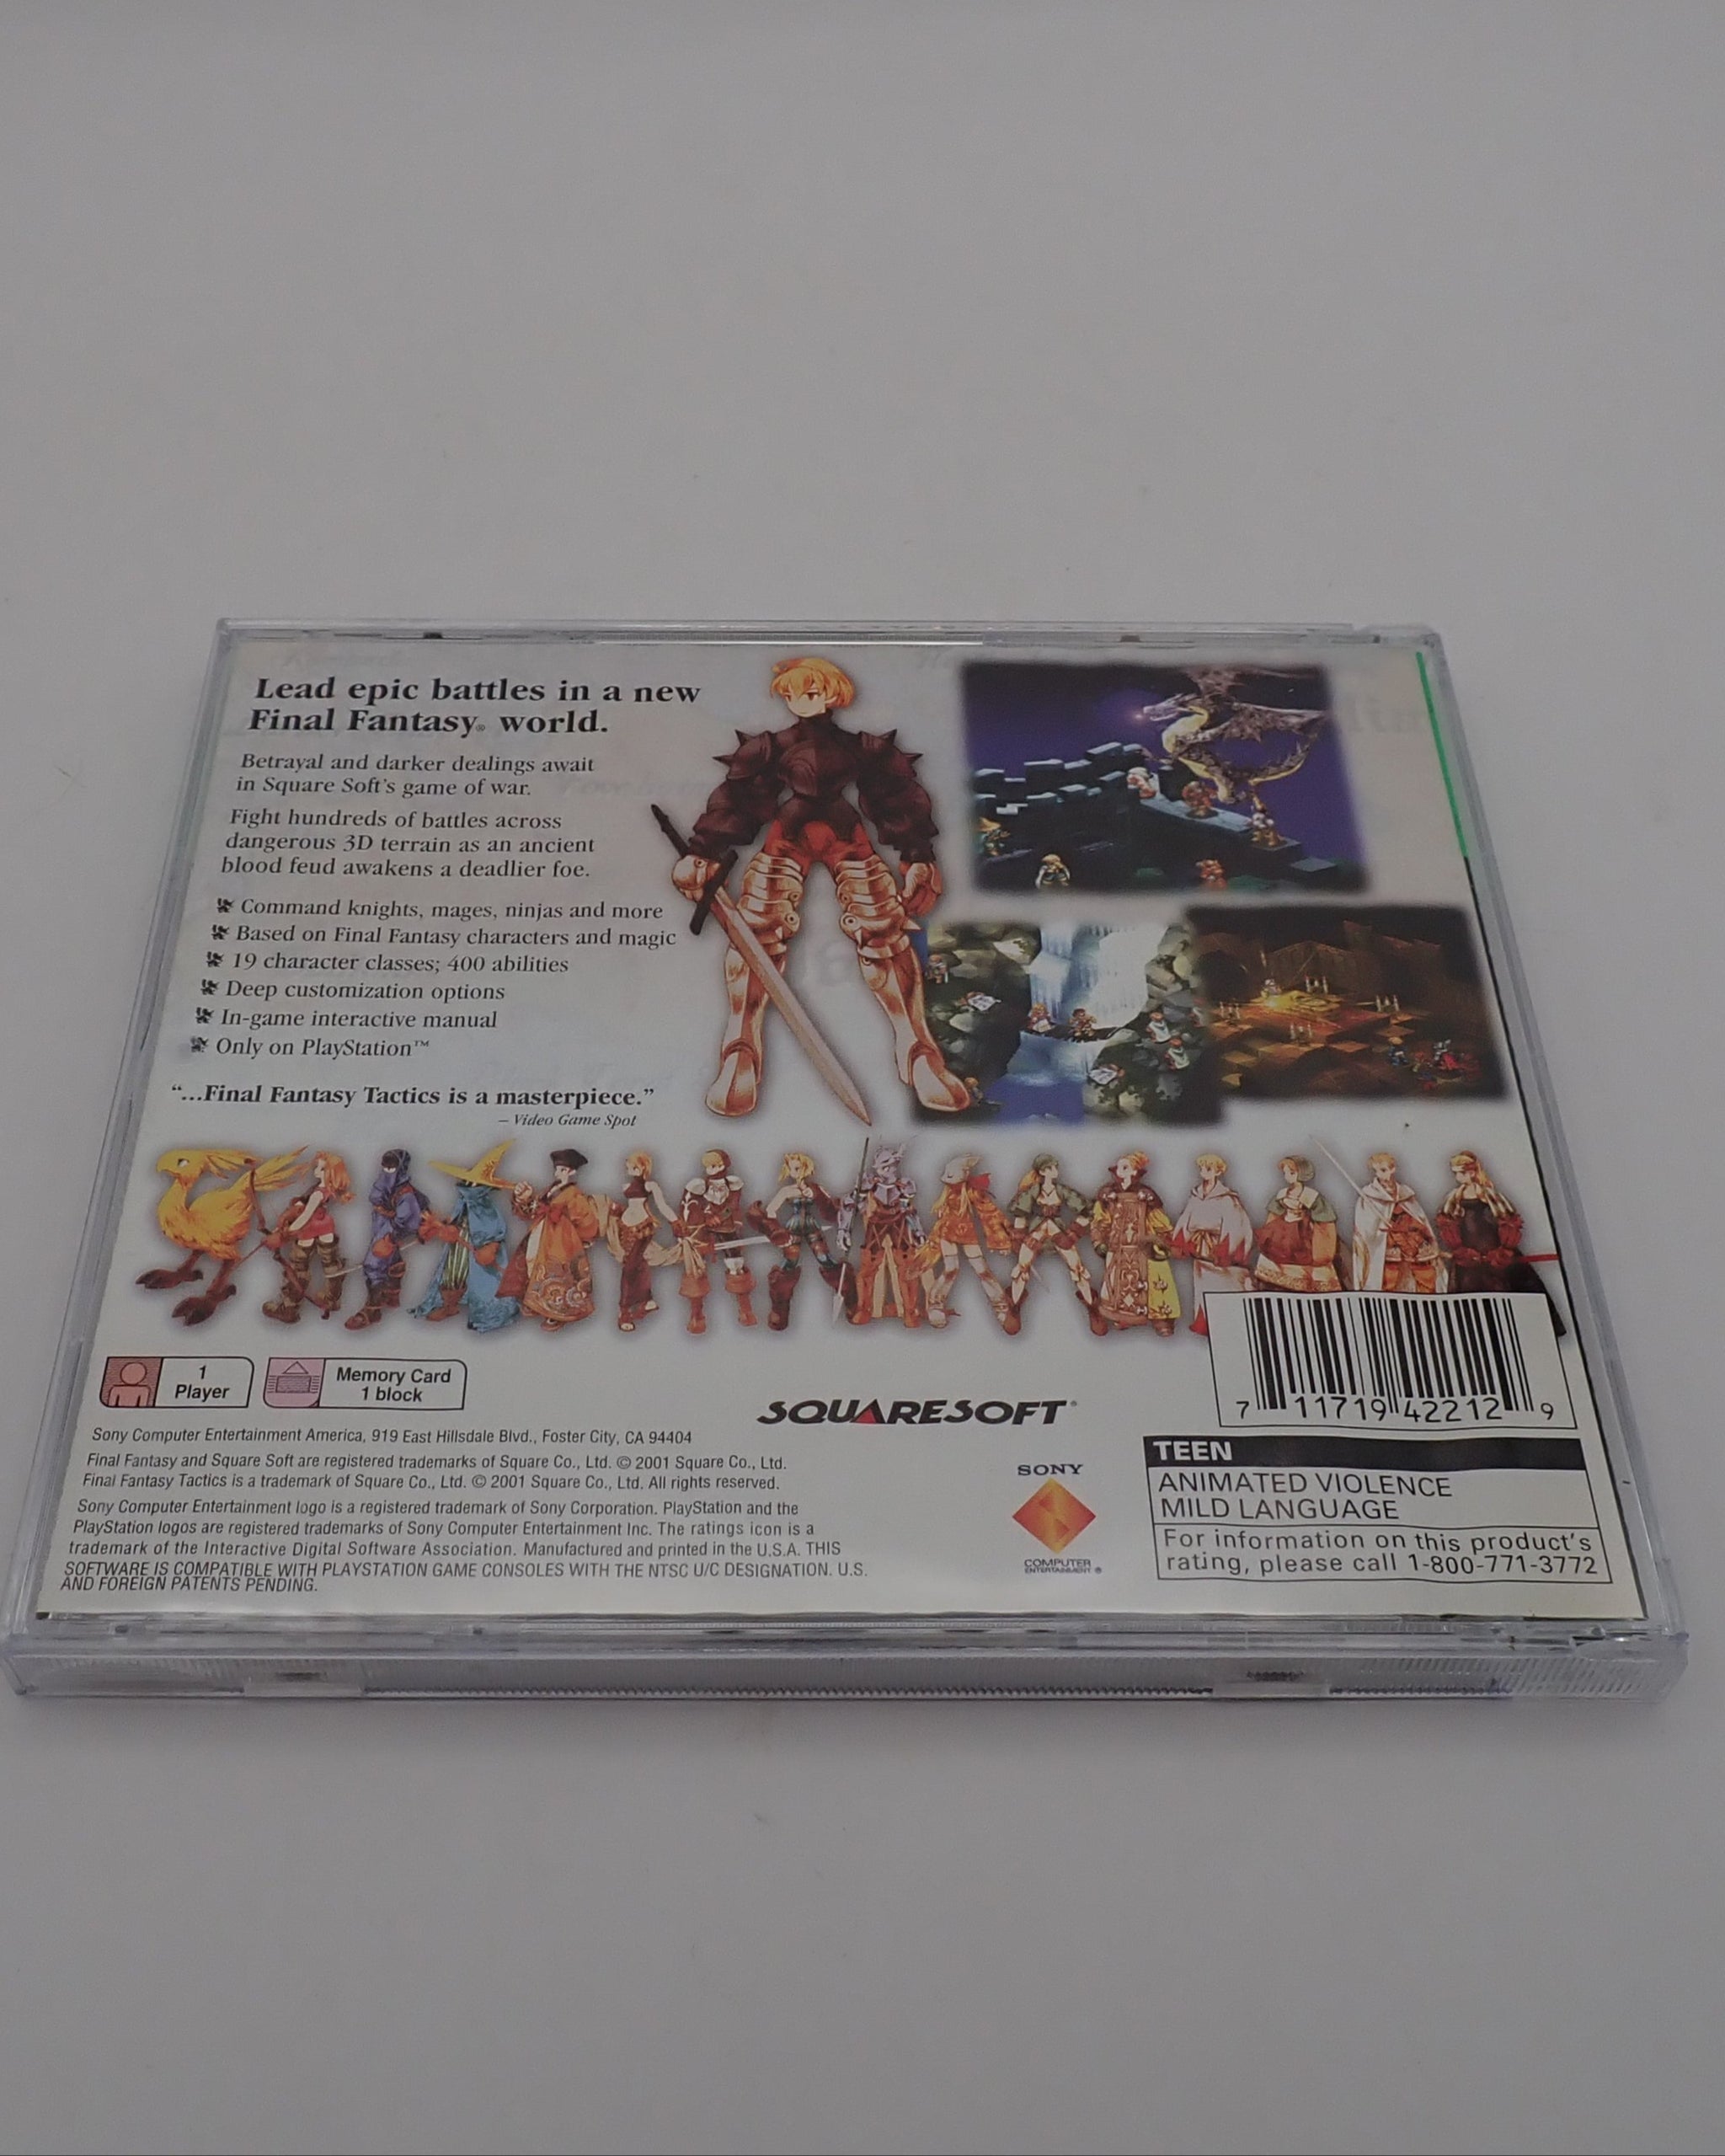 Lead epic battles in a new
Final Fantasy® world.
Betrayal and darker dealings await
in Square Soft's game of war.
Fight hundreds of battles across
dangerous 3D terrain as an ancient
blood feud awakens a deadlier foe.
Command knights, mages, ninjas and more
Based on Final Fantasy characters and magic
19 character classes; 400 abilities
Deep customization options
In-game interactive manual
Only on PlayStation™
“...Final Fantasy Tactics is a masterpiece.”
– Video Game Spot
1
Player
Memory Card
1 block
SQUARESOFT®
7 11719 42212 9
Sony Computer Entertainment America, 919 East Hillsdale Blvd., Foster City, CA 94404
Final Fantasy and Square Soft are registered trademarks of Square Co., Ltd. © 2001 Square Co., Ltd.
Final Fantasy Tactics is a trademark of Square Co., Ltd. © 2001 Square Co., Ltd. All rights reserved.
Sony Computer Entertainment logo is a registered trademark of Sony Corporation. PlayStation and the
PlayStation logos are registered trademarks of Sony Computer Entertainment Inc. The ratings icon is a
trademark of the Interactive Digital Software Association. Manufactured and printed in the U.S.A. THIS
SOFTWARE IS COMPATIBLE WITH PLAYSTATION GAME CONSOLES WITH THE NTSC U/C DESIGNATION. U.S.
AND FOREIGN PATENTS PENDING.
SONY
COMPUTER
ENTERTAINMENT ®
TEEN
ANIMATED VIOLENCE
MILD LANGUAGE
For information on this product's
rating, please call 1-800-771-3772